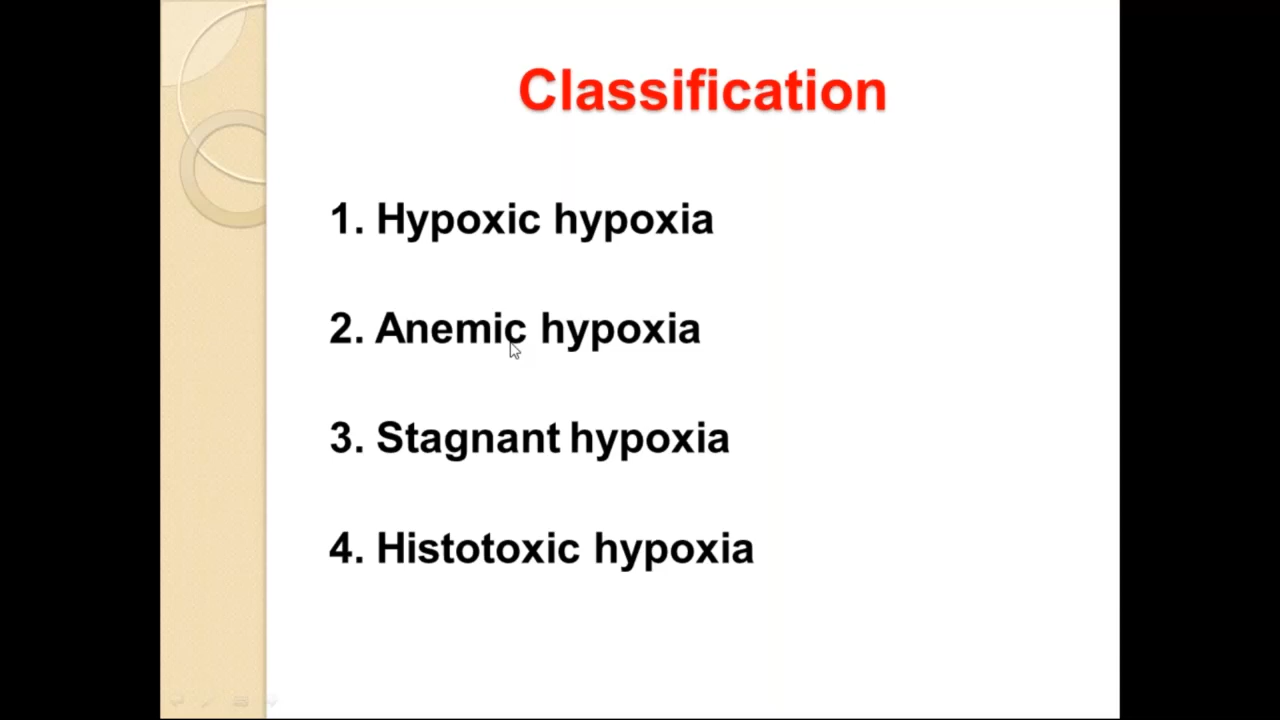 Classification
1. Hypoxic hypoxia
2. Anemic hypoxia
3. Stagnant hypoxia
4. Histotoxic hypoxia